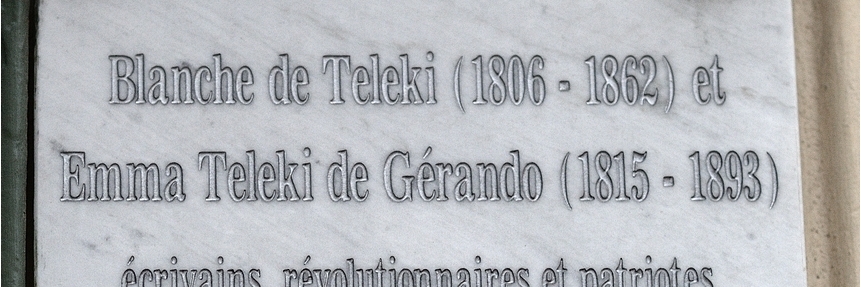 Blanche de Teleki (1806 - 1862) et
Emma Teleki de Gérando (1815 - 1893)
écrivains, révolutionnaires et patriotes